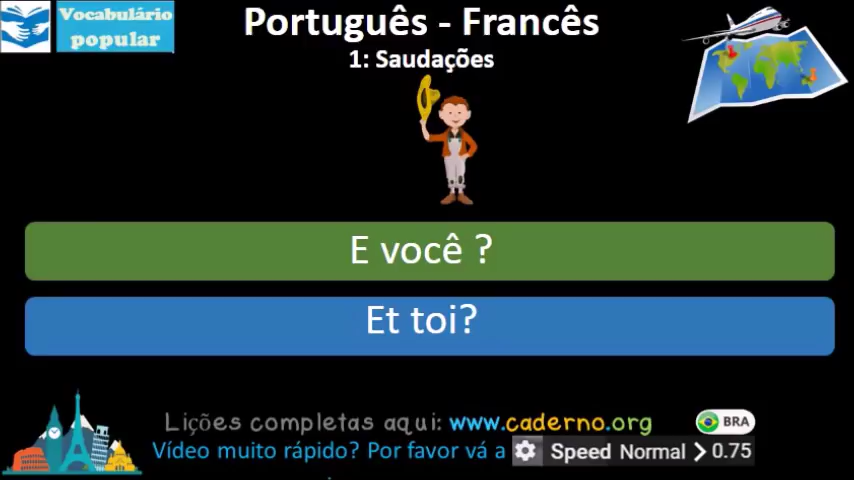 Vocabulário
popular
Português - Francês
1: Saudações
E você ?
Et toi?
Lições completas aqui: www.caderno.org
BRA
Vídeo muito rápido? Por favor vá a Speed Normal > 0.75